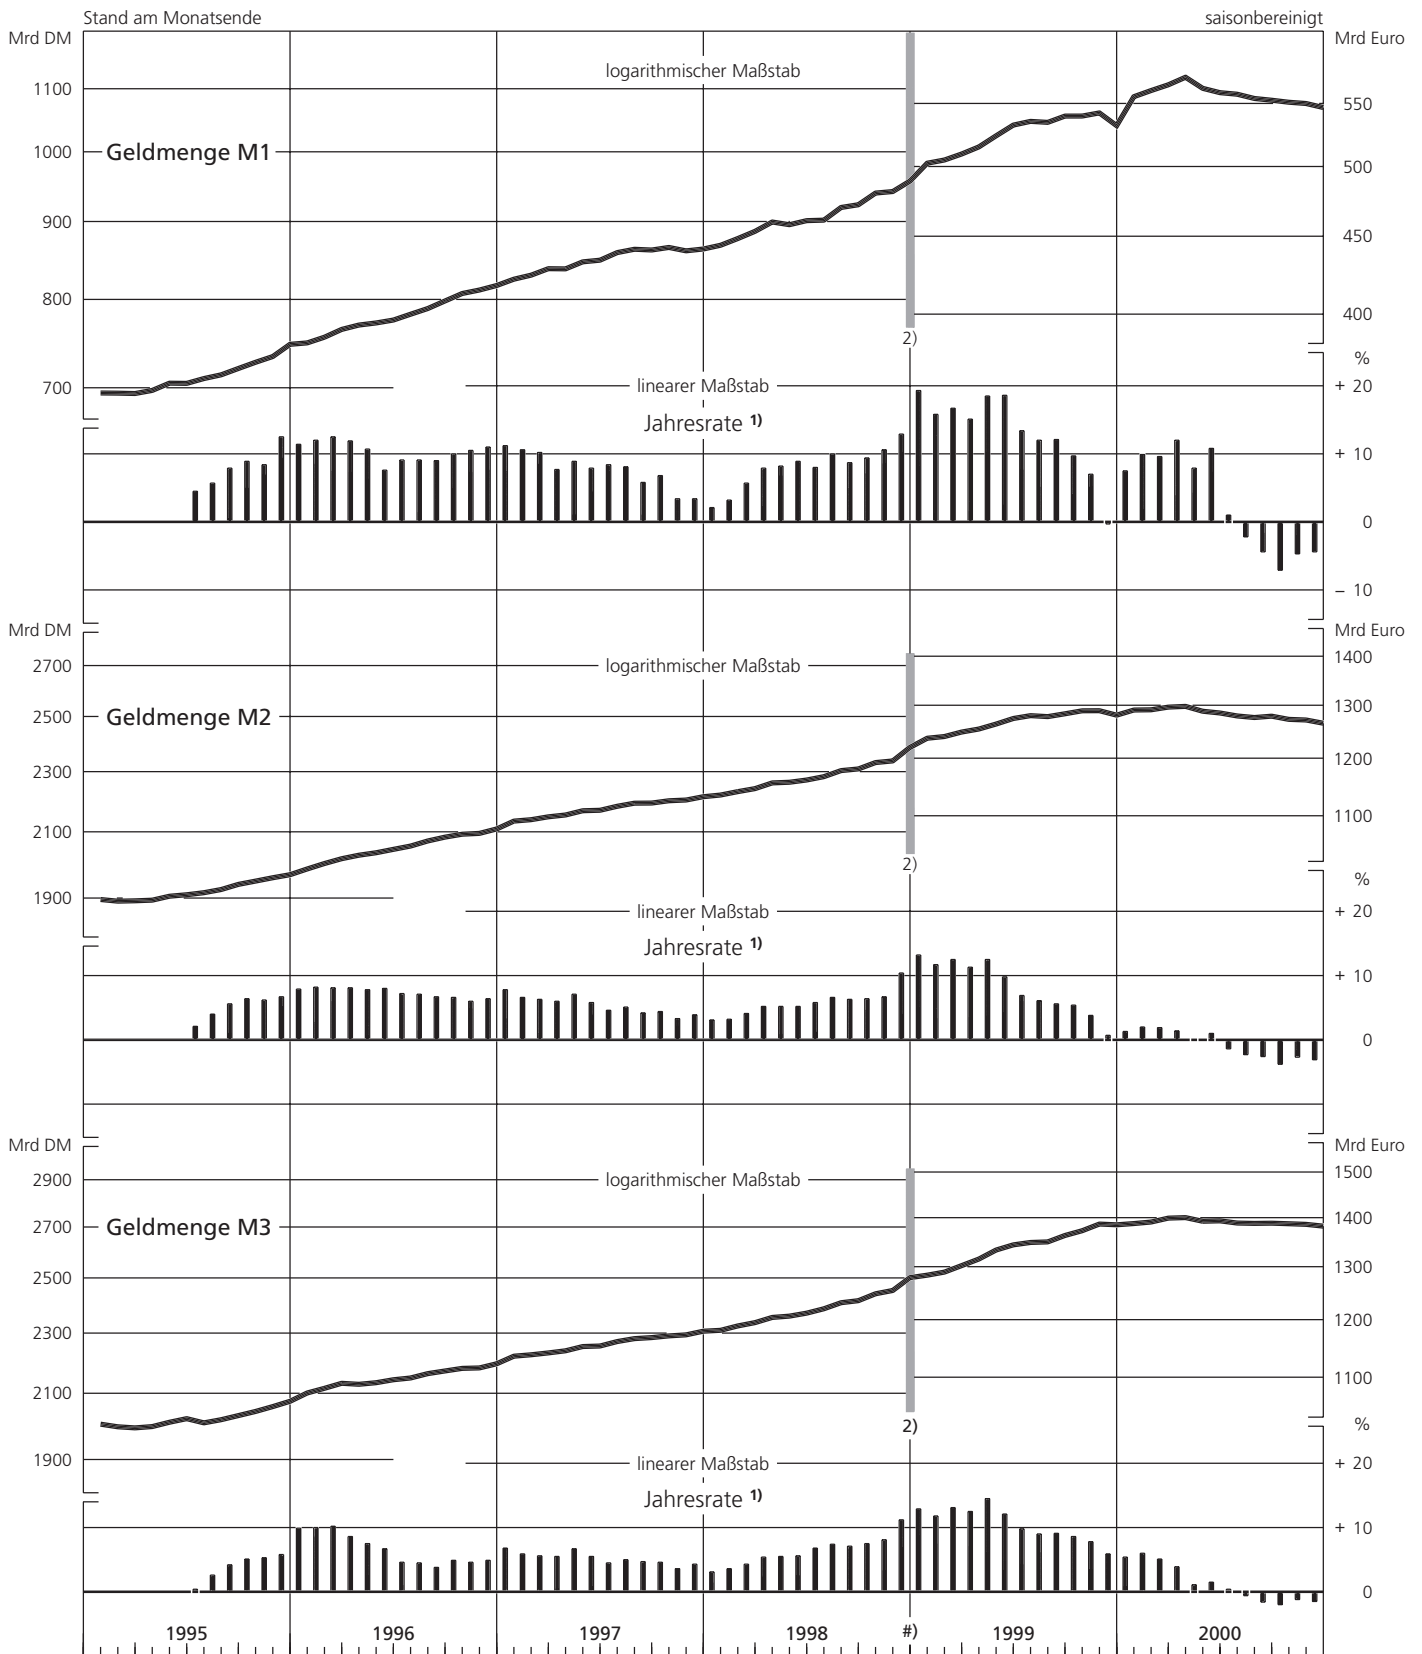 Stand am Monatsende saisonbereinigt
Mrd DM Mrd Euro
logarithmischer Maßstab
1100
550
Geldmenge M1
1000
500
900
450
800
400
2)
%
700
linearer Maßstab
+ 20
Jahresrate 1)
+ 10
0
– 10
Mrd DM Mrd Euro
1400
2700
logarithmischer Maßstab
1300
2500
Geldmenge M2
1200
2300
1100
2100
2)
%
1900
linearer Maßstab
+ 20
Jahresrate 1)
+ 10
0
Mrd DM Mrd Euro
1500
2900
logarithmischer Maßstab
1400
2700
Geldmenge M3
1300
2500
1200
2300
1100
2100
2)
%
1900
linearer Maßstab
+ 20
Jahresrate 1)
+ 10
0
1995 1996 1997 1998 #) 1999 2000